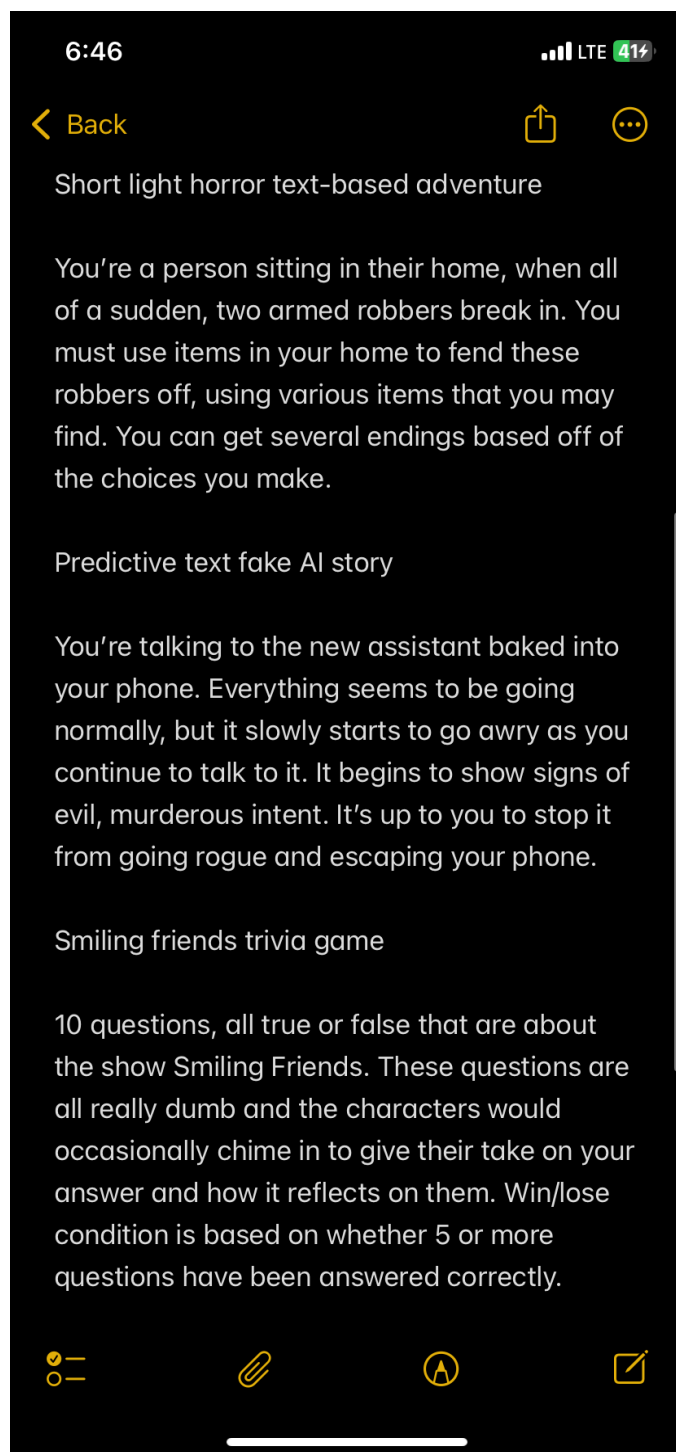 6:46
LTE 41
Back
Short light horror text-based adventure
You’re a person sitting in their home, when all
of a sudden, two armed robbers break in. You
must use items in your home to fend these
robbers off, using various items that you may
find. You can get several endings based off of
the choices you make.
Predictive text fake AI story
You’re talking to the new assistant baked into
your phone. Everything seems to be going
normally, but it slowly starts to go awry as you
continue to talk to it. It begins to show signs of
evil, murderous intent. It’s up to you to stop it
from going rogue and escaping your phone.
Smiling friends trivia game
10 questions, all true or false that are about
the show Smiling Friends. These questions are
all really dumb and the characters would
occasionally chime in to give their take on your
answer and how it reflects on them. Win/lose
condition is based on whether 5 or more
questions have been answered correctly.